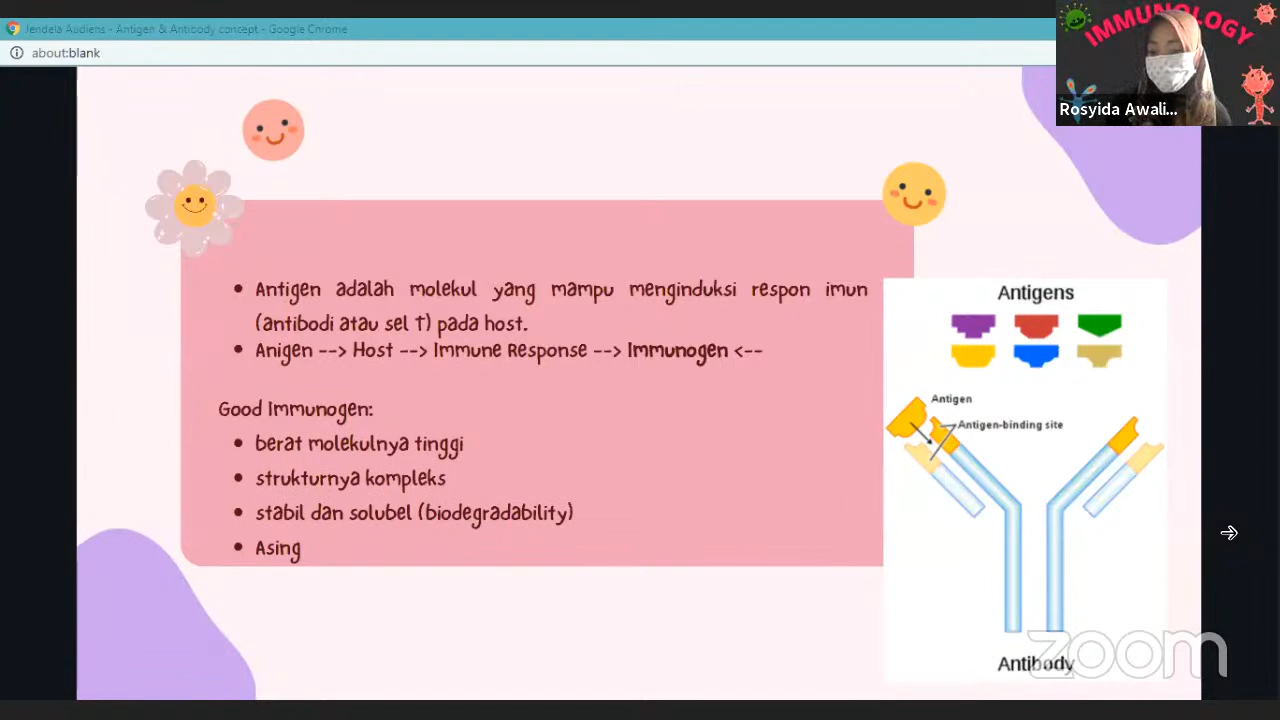 Jendela Audiens - Antigen & Antibody concept - Google Chrome
about:blank
IMMUNOLOGY
Rosyida Awali...
• Antigen adalah molekul yang mampu menginduksi respon imun
(antibodi atau sel T) pada host.
• Anigen --> Host --> Immune Response --> Immunogen <--
Good Immunogen:
• berat molekulnya tinggi
• strukturnya kompleks
• stabil dan solubel (biodegradability)
• Asing
Antigens
Antigen
Antigen-binding site
Antibody
zoom